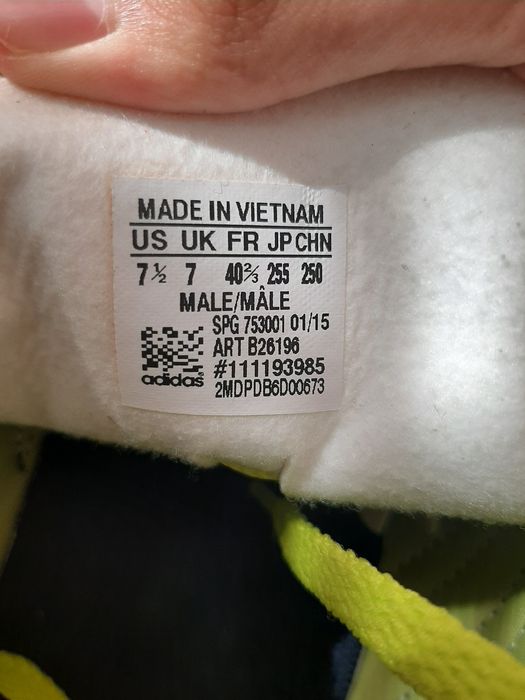 MADE IN VIETNAM
US UK FR JP CHN
7½ 7 40⅔ 255 250
MALE/MÂLE
SPG 753001 01/15
ART B26196
#111193985
adidas
2MDPDB6D00673